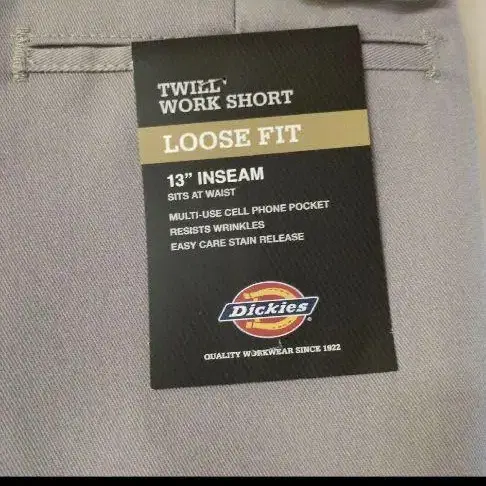 TWILL
WORK SHORT
LOOSE FIT
13" INSEAM
SITS AT WAIST
MULTI-USE CELL PHONE POCKET
RESISTS WRINKLES
EASY CARE STAIN RELEASE
Dickies
QUALITY WORKWEAR SINCE 1922